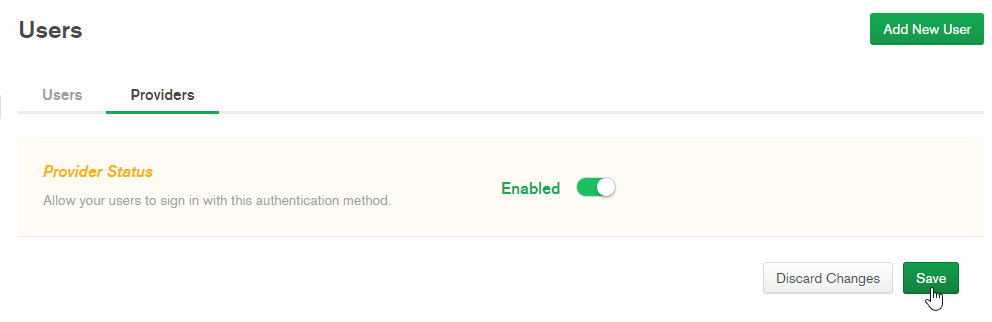 Users
Add New User
Users
Providers
Provider Status
Allow your users to sign in with this authentication method.
Enabled
Discard Changes
Save